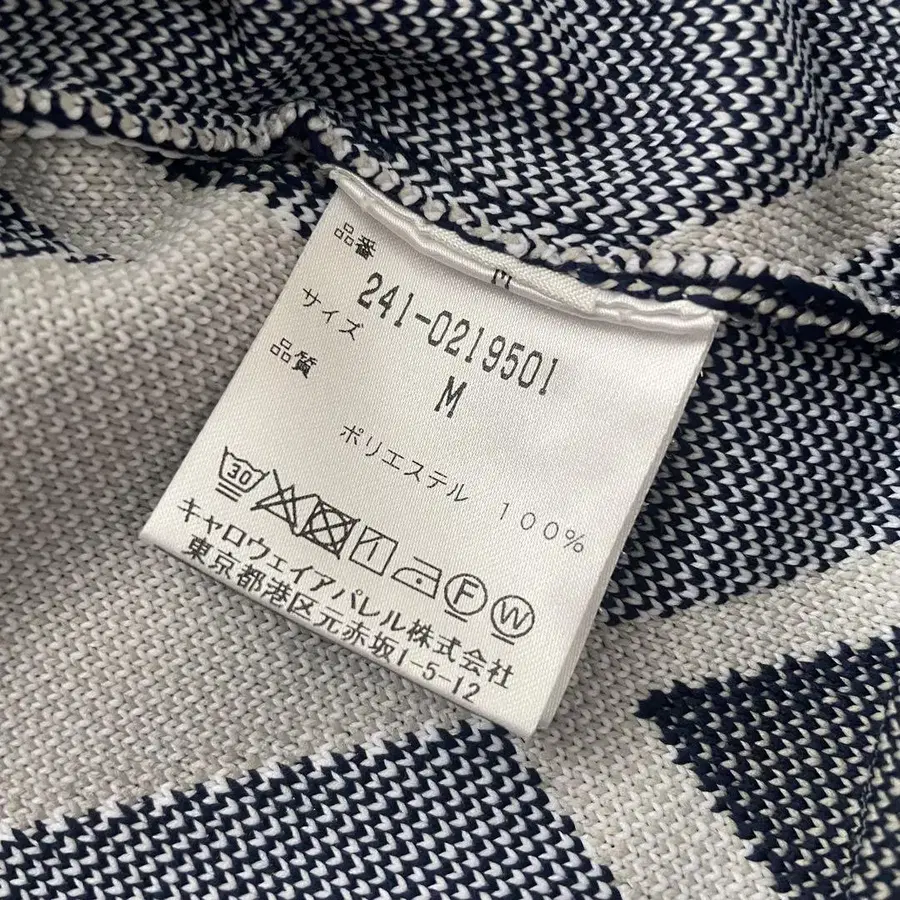 M
品番
241-0219501
サイズ
M
品質
ポリエステル 100%
30
F W
キャロウェイアパレル株式会社
東京都港区元赤坂1-5-12